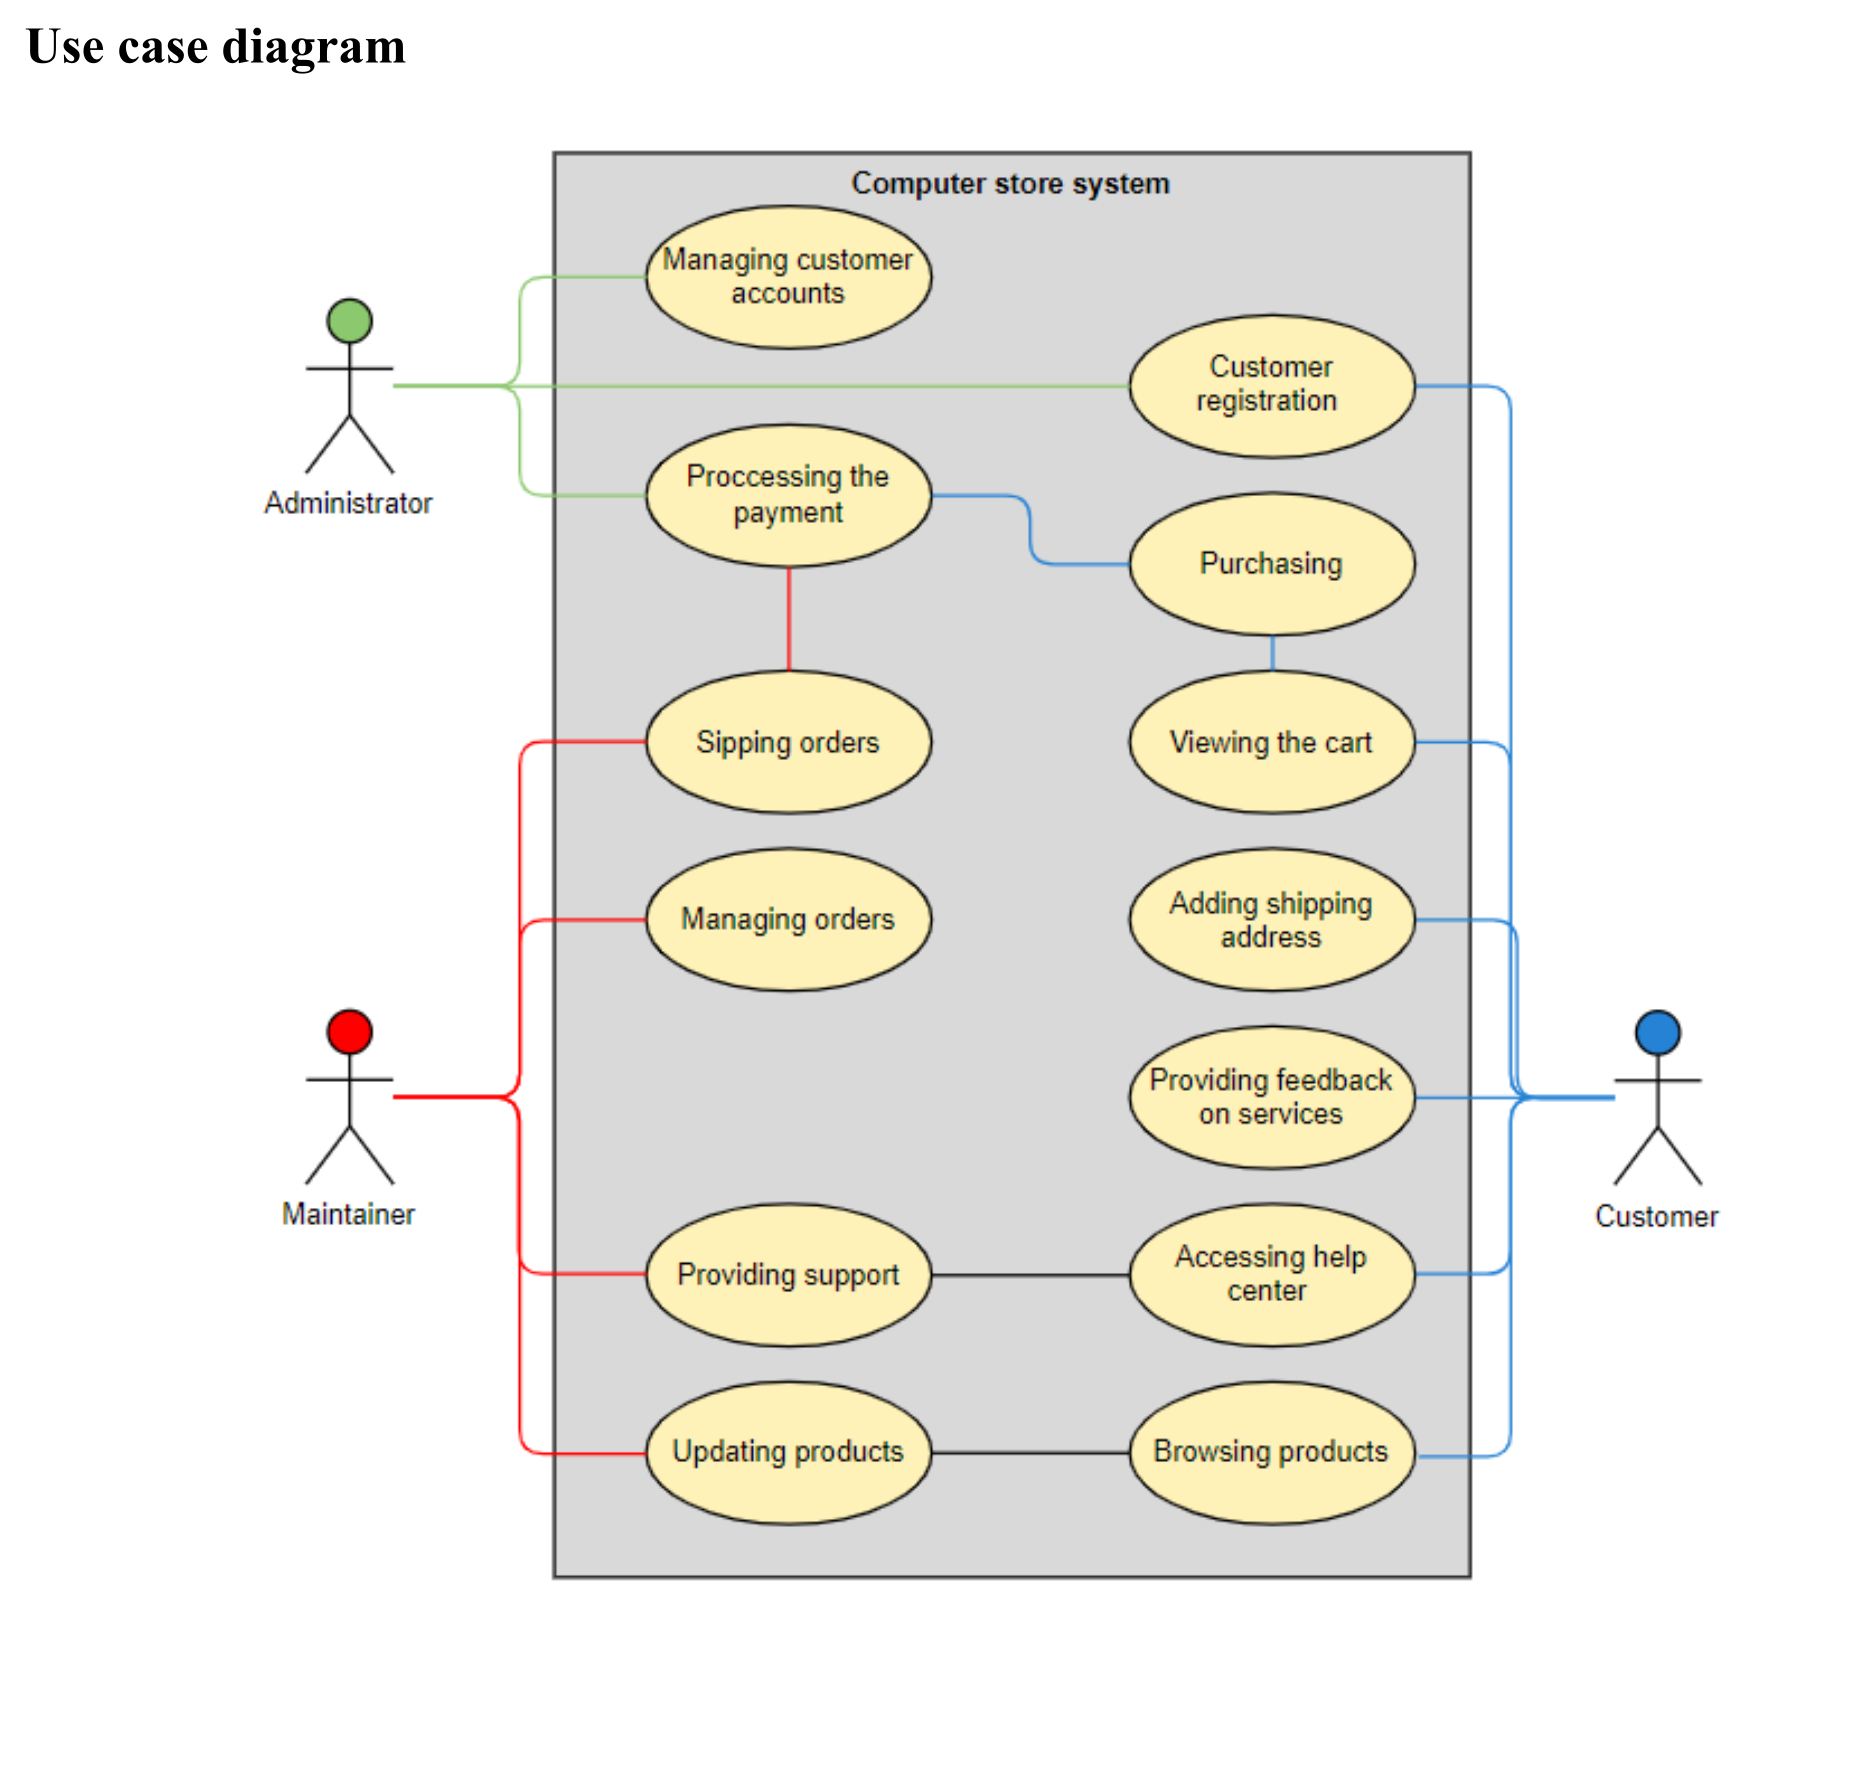 Use case diagram
Computer store system
Managing customer
accounts
Customer
registration
Administrator
Proccessing the
payment
Purchasing
Sipping orders
Viewing the cart
Managing orders
Adding shipping
address
Maintainer
Providing feedback
on services
Customer
Providing support
Accessing help
center
Updating products
Browsing products